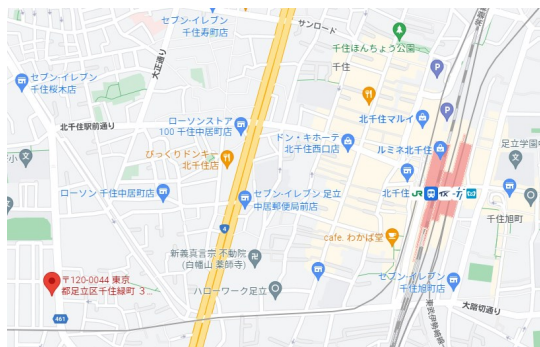 セブン-イレブン
千住寿町店
サンロード
千住ほんちょう公園
大正通り
千住
セブン-イレブン
千住桜木店
ローソンストア
100 千住中居町店
北千住マルイ
北千住駅前通り
ドン・キホーテ
北千住西口店
足立学園中
びっくりドンキー
北千住店
ルミネ北千住
小
ローソン 千住中居町店
セブン-イレブン 足立
中居郵便局前店
北千住
JR
千住旭町
4
cafe. わかば堂
新義真言宗 不動院
(白幡山 薬師寺)
〒120-0044 東京
都足立区千住緑町 3...
ハローワーク足立
セブン-イレブン
千住旭町店
大踏切通り
461